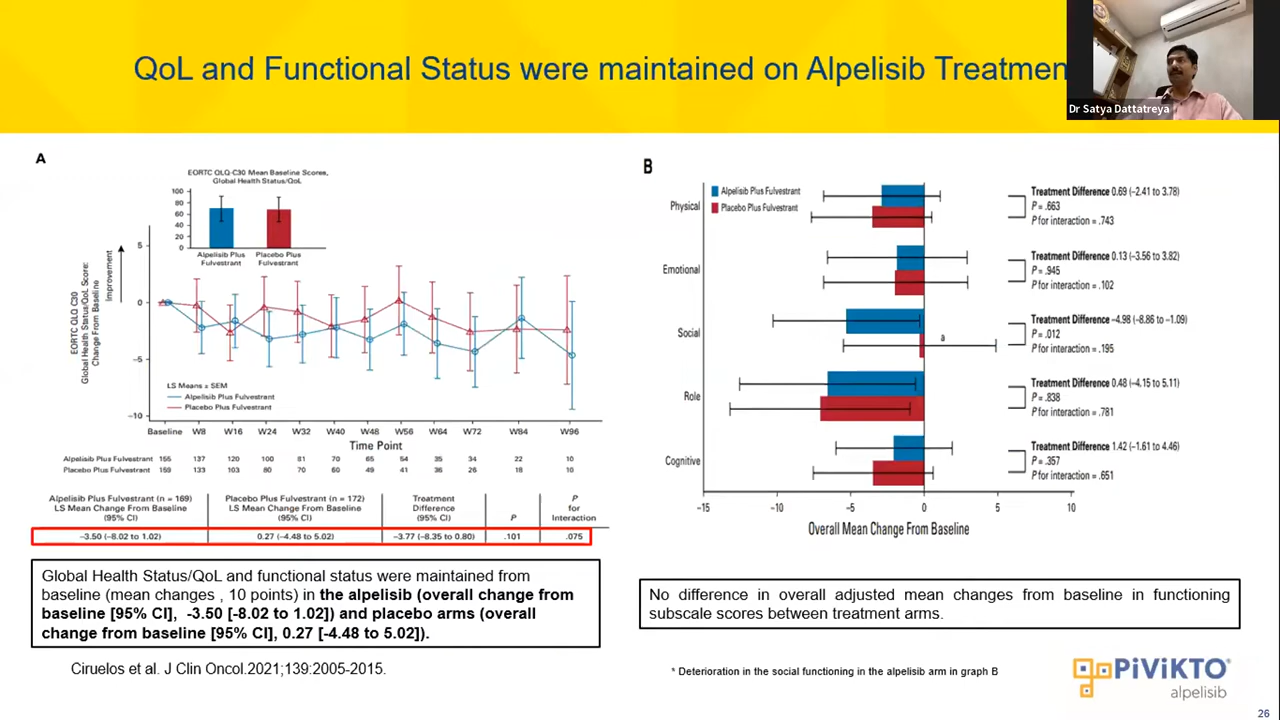 QoL and Functional Status were maintained on Alpelisib Treatmen
Dr Satya Dattatreya
A
EORTC QLQ-C30 Mean Baseline Scores,
Global Health Status/QoL
100
80
60
40
20
0
Alpelisib Plus
Fulvestrant
Placebo Plus
Fulvestrant
EORTC QLQ C30
Global Health Status/QoL Score:
Change From Baseline
Improvement
5
0
−5
−10
LS Means ± SEM
Alpelisib Plus Fulvestrant
Placebo Plus Fulvestrant
Baseline W8 W16 W24 W32 W40 W48 W56 W64 W72 W84 W96
Time Point
Alpelisib Plus Fulvestrant 155 137 120 100 81 70 65 54 35 34 22 10
Placebo Plus Fulvestrant 159 133 103 80 70 60 49 41 36 26 18 10
Alpelisib Plus Fulvestrant (n = 169)
LS Mean Change From Baseline
(95% CI)
Placebo Plus Fulvestrant (n = 172)
LS Mean Change From Baseline
(95% CI)
Treatment
Difference
(95% CI)
P
P
for
Interaction
−3.50 (−8.02 to 1.02) 0.27 (−4.48 to 5.02) −3.77 (−8.35 to 0.80) .101 .075
Global Health Status/QoL and functional status were maintained from
baseline (mean changes , 10 points) in the alpelisib (overall change from
baseline [95% CI], -3.50 [-8.02 to 1.02]) and placebo arms (overall
change from baseline [95% CI], 0.27 [-4.48 to 5.02]).
Ciruelos et al. J Clin Oncol.2021;139:2005-2015.
B
Alpelisib Plus Fulvestrant
Placebo Plus Fulvestrant
Physical
Treatment Difference 0.69 (−2.41 to 3.78)
P = .663
P for interaction = .743
Emotional
Treatment Difference 0.13 (−3.56 to 3.82)
P = .945
P for interaction = .102
Social
a
Treatment Difference −4.98 (−8.86 to −1.09)
P = .012
P for interaction = .195
Role
Treatment Difference 0.48 (−4.15 to 5.11)
P = .838
P for interaction = .781
Cognitive
Treatment Difference 1.42 (−1.61 to 4.46)
P = .357
P for interaction = .651
−15 −10 −5 0 5 10
Overall Mean Change From Baseline
No difference in overall adjusted mean changes from baseline in functioning
subscale scores between treatment arms.
* Deterioration in the social functioning in the alpelisib arm in graph B
PiVIKTO®
alpelisib
26